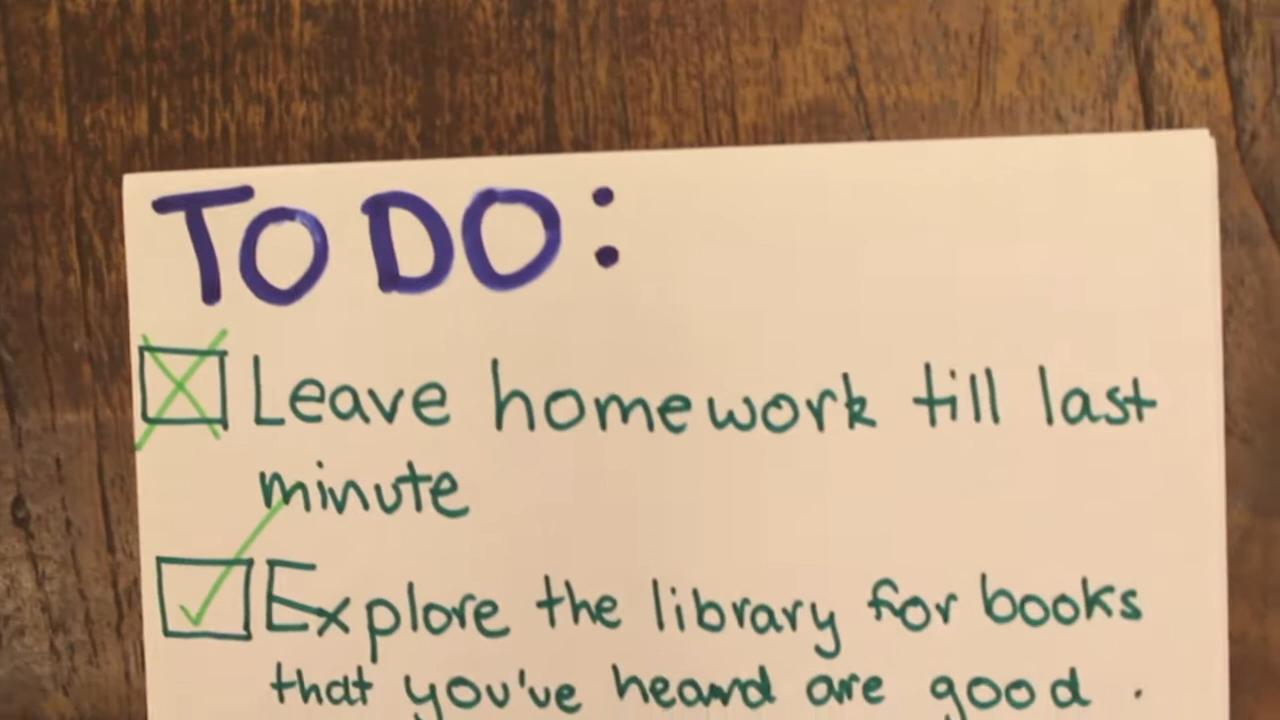 TO DO:
Leave homework till last
minute
Explore the library for books
that you've heard are good.